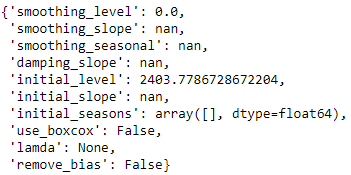 {'smoothing_level': 0.0,
'smoothing_slope': nan,
'smoothing_seasonal': nan,
'damping_slope': nan,
'initial_level': 2403.7786728672204,
'initial_slope': nan,
'initial_seasons': array([], dtype=float64),
'use_boxcox': False,
'lamda': None,
'remove_bias': False}